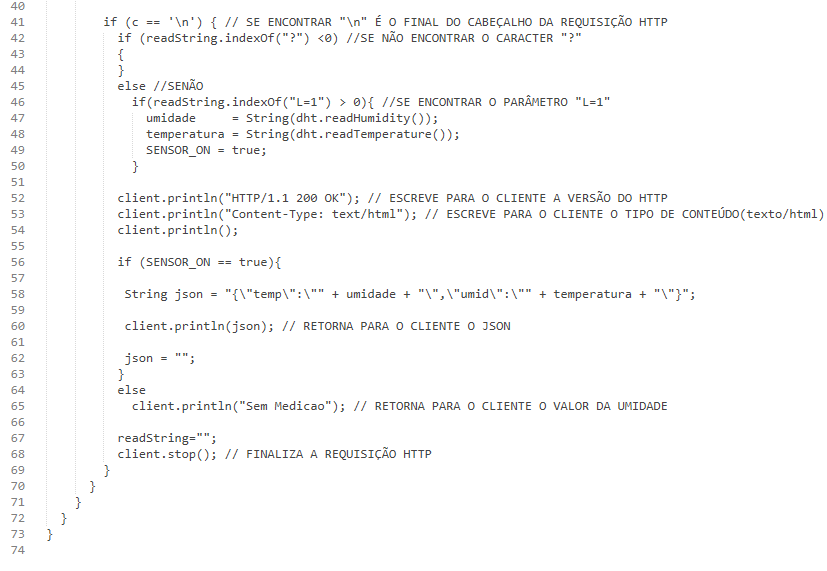 40
41 if (c == '\n') { // SE ENCONTRAR "\n" É O FINAL DO CABEÇALHO DA REQUISIÇÃO HTTP
42 if (readString.indexOf("?") <0) //SE NÃO ENCONTRAR O CARACTER "?"
43 {
44 }
45 else //SENÃO
46 if(readString.indexOf("L=1") > 0){ //SE ENCONTRAR O PARÂMETRO "L=1"
47 umidade     = String(dht.readHumidity());
48 temperatura = String(dht.readTemperature());
49 SENSOR_ON = true;
50 }
51
52 client.println("HTTP/1.1 200 OK"); // ESCREVE PARA O CLIENTE A VERSÃO DO HTTP
53 client.println("Content-Type: text/html"); // ESCREVE PARA O CLIENTE O TIPO DE CONTEÚDO(texto/html)
54 client.println();
55
56 if (SENSOR_ON == true){
57
58 String json = "{\"temp\":\"" + umidade + "\",\"umid\":\"" + temperatura + "\"}";
59
60 client.println(json); // RETORNA PARA O CLIENTE O JSON
61
62 json = "";
63 }
64 else
65 client.println("Sem Medicao"); // RETORNA PARA O CLIENTE O VALOR DA UMIDADE
66
67 readString="";
68 client.stop(); // FINALIZA A REQUISIÇÃO HTTP
69 }
70 }
71 }
72 }
73 }
74